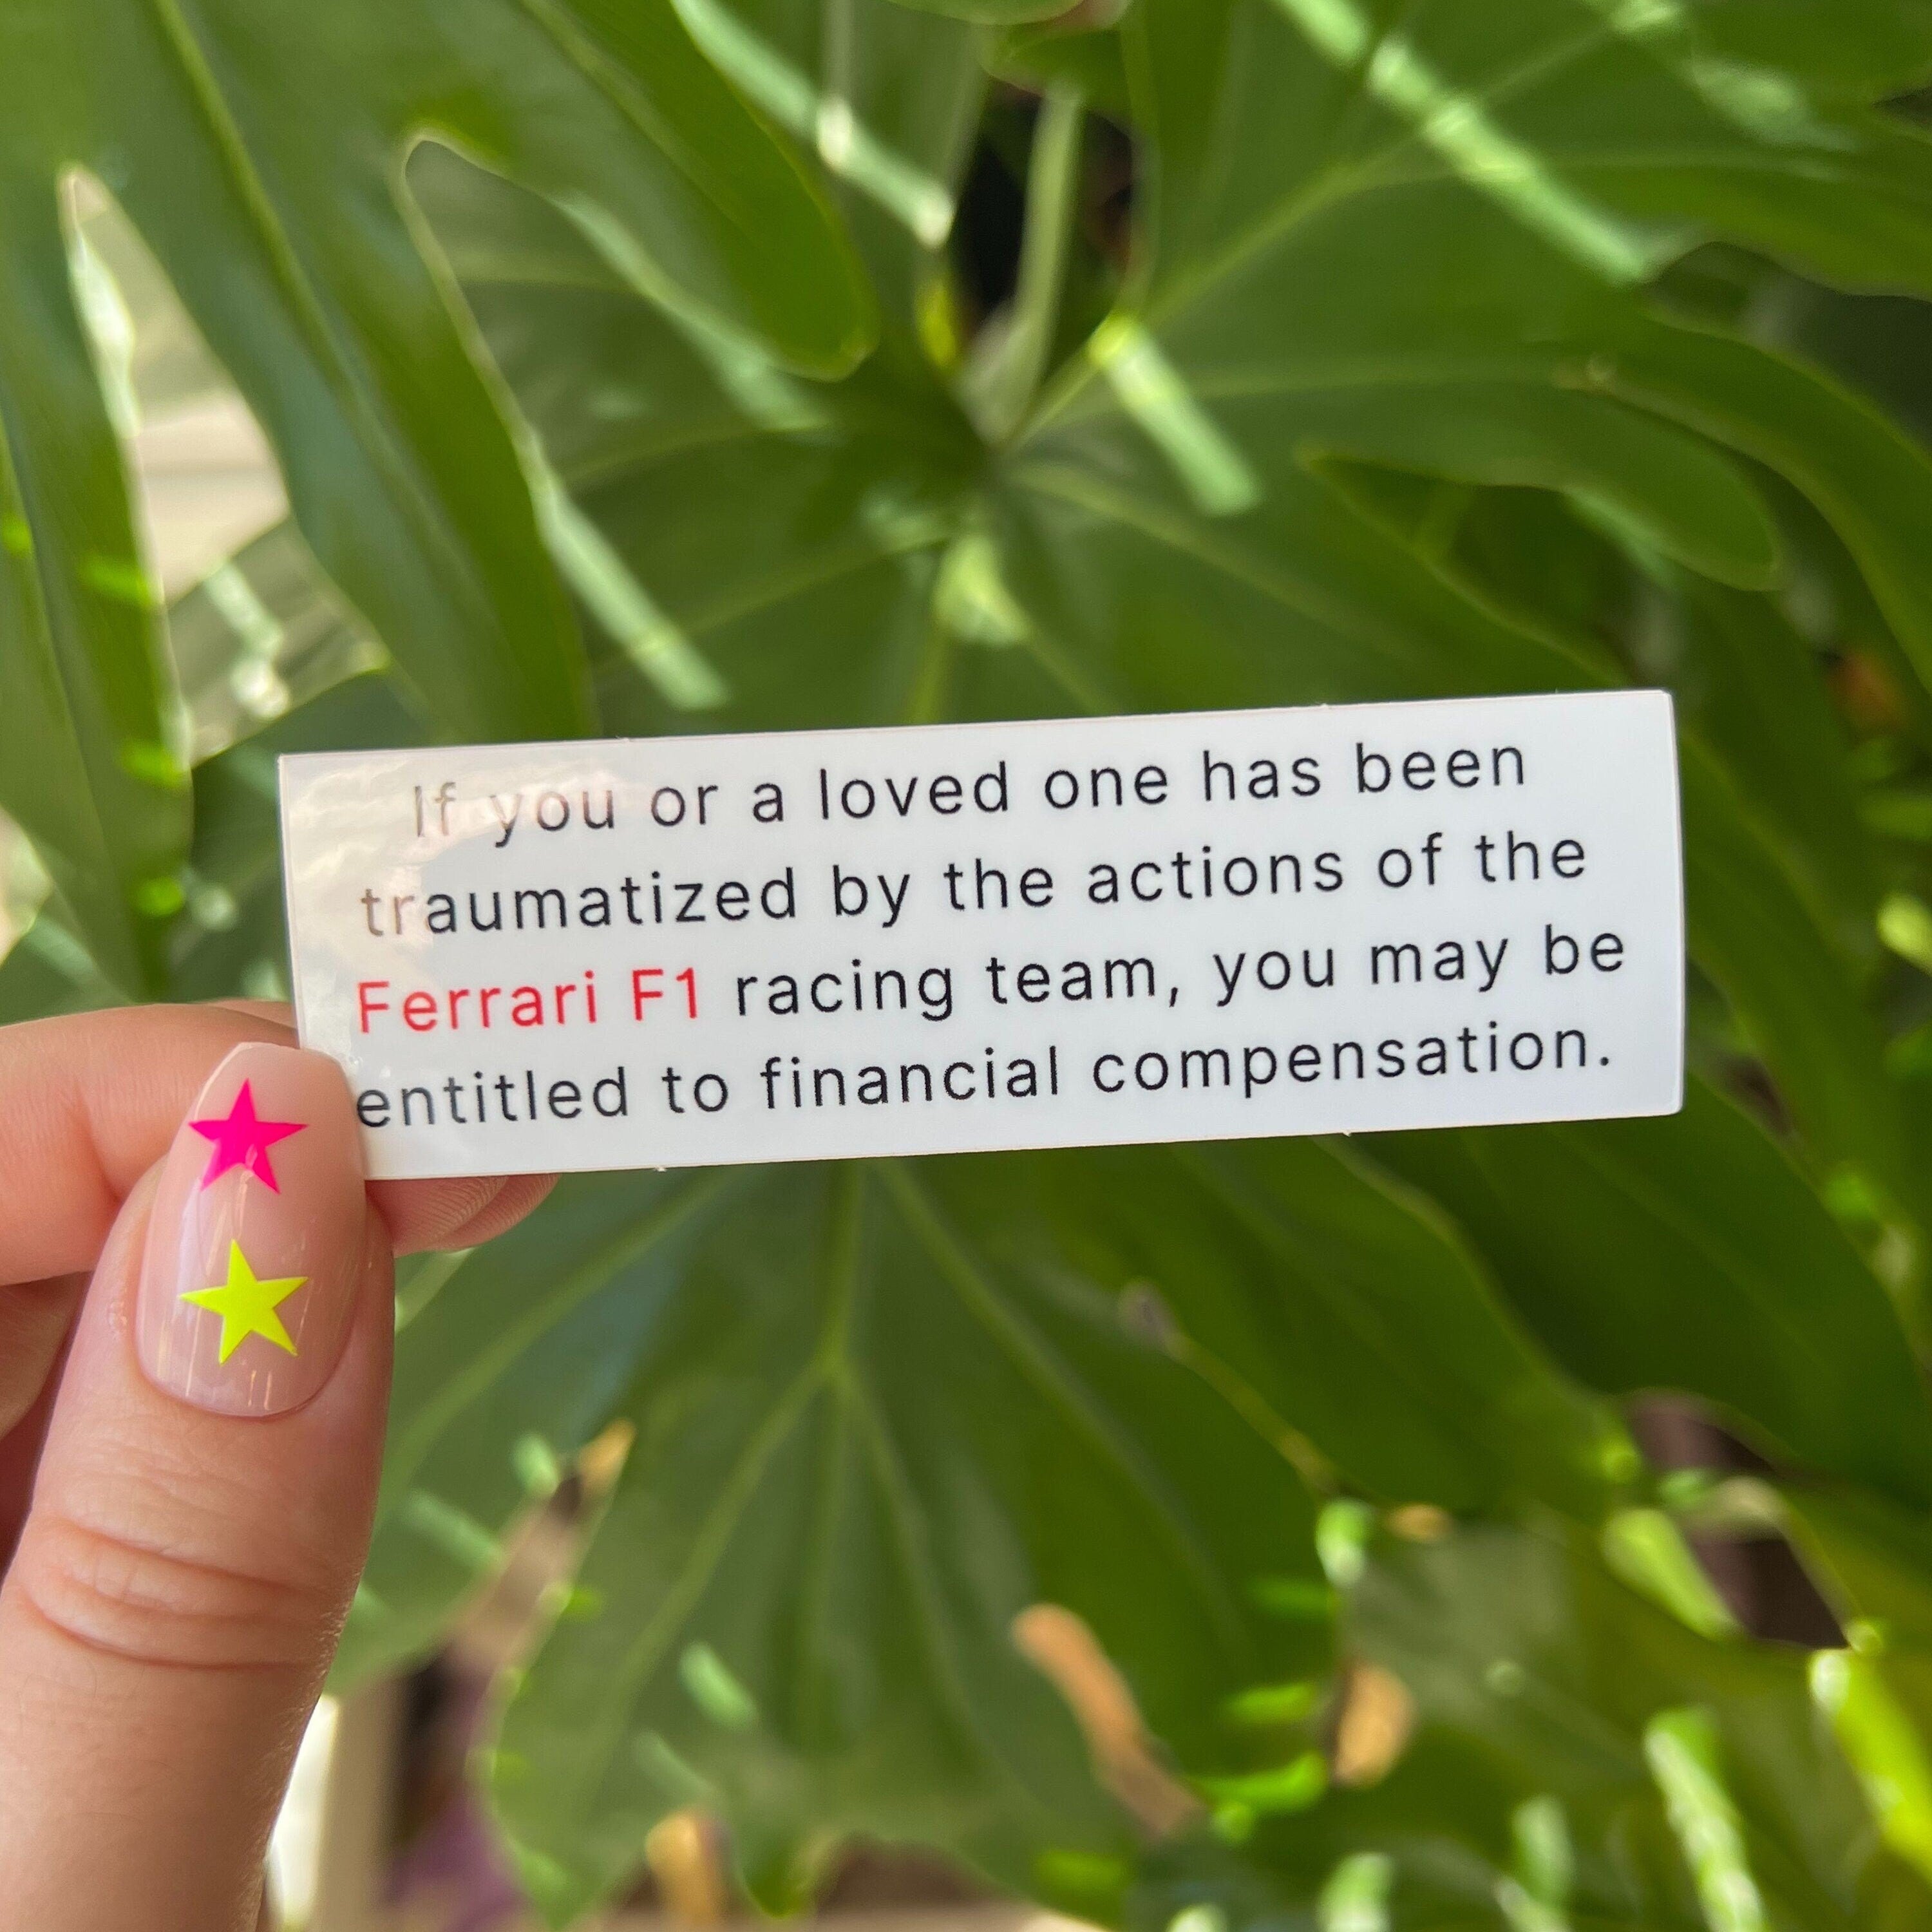 If you or a loved one has been
traumatized by the actions of the
Ferrari F1 racing team, you may be
entitled to financial compensation.